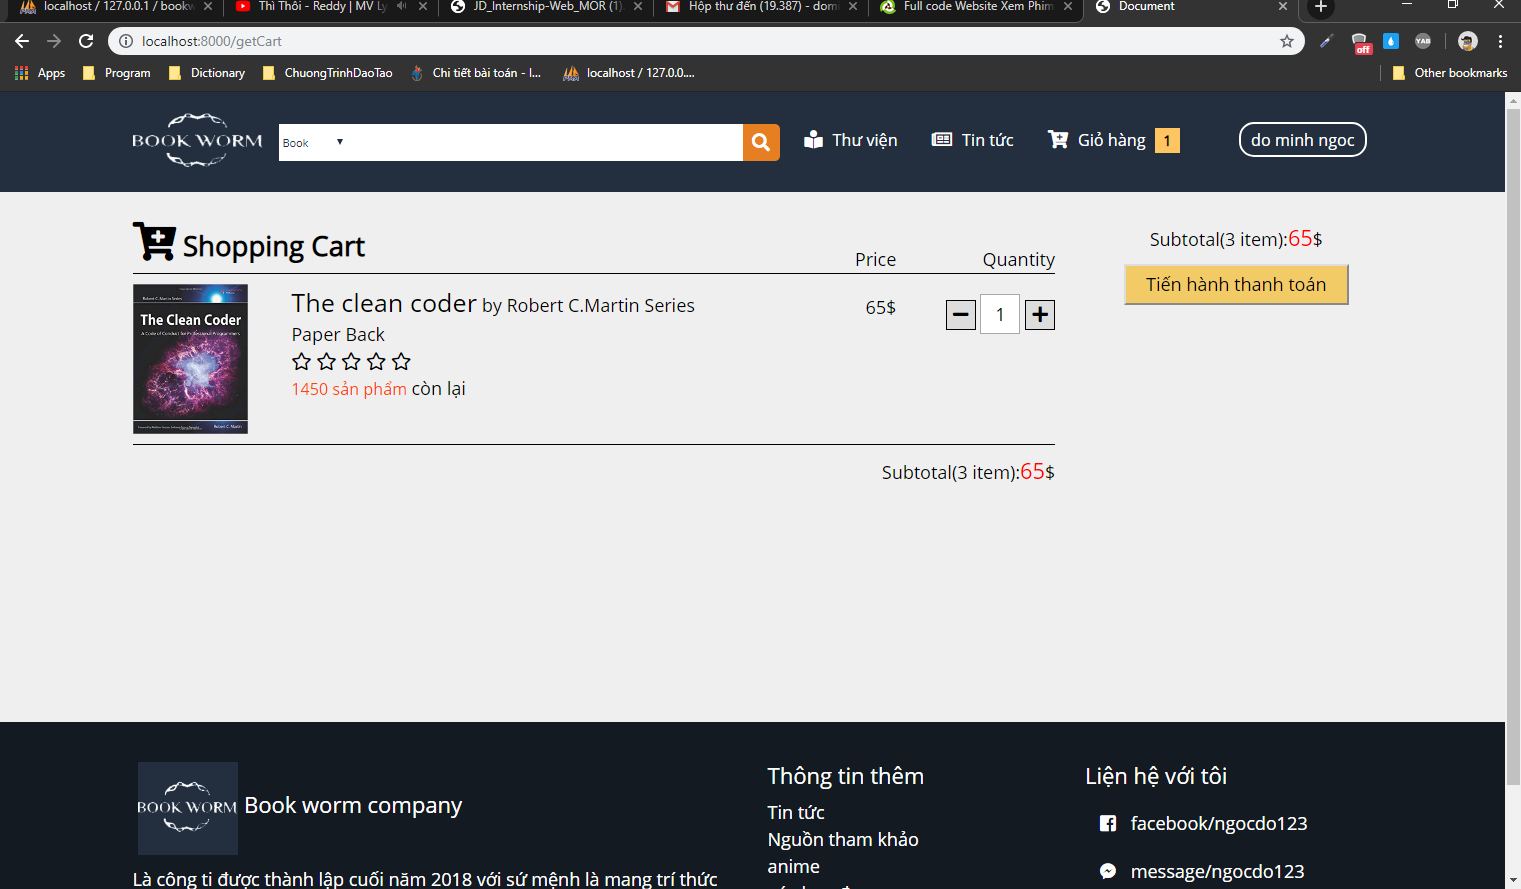 localhost / 127.0.0.1 / bookw
Thì Thôi - Reddy | MV Ly
JD_Internship-Web_MOR (1)
Hộp thư đến (19.387) - dom
Full code Website Xem Phim
Document
localhost:8000/getCart
off
YAB
Apps
Program
Dictionary
ChuongTrinhDaoTao
Chi tiết bài toán - I...
localhost / 127.0.0....
Other bookmarks
BOOK WORM
Book
Thư viện
Tin tức
Giỏ hàng 1
do minh ngoc
Shopping Cart
Price
Quantity
Subtotal(3 item):65$
Tiến hành thanh toán
Robert C. Martin Series
The Clean Coder
A Code of Conduct for Professional Programmers
Robert C. Martin
The clean coder by Robert C.Martin Series
Paper Back
1450 sản phẩm còn lại
65$
1
Subtotal(3 item):65$
BOOK WORM
Book worm company
Là công ti được thành lập cuối năm 2018 với sứ mệnh là mang trí thức
Thông tin thêm
Tin tức
Nguồn tham khảo
anime
Liện hệ với tôi
facebook/ngocdo123
message/ngocdo123